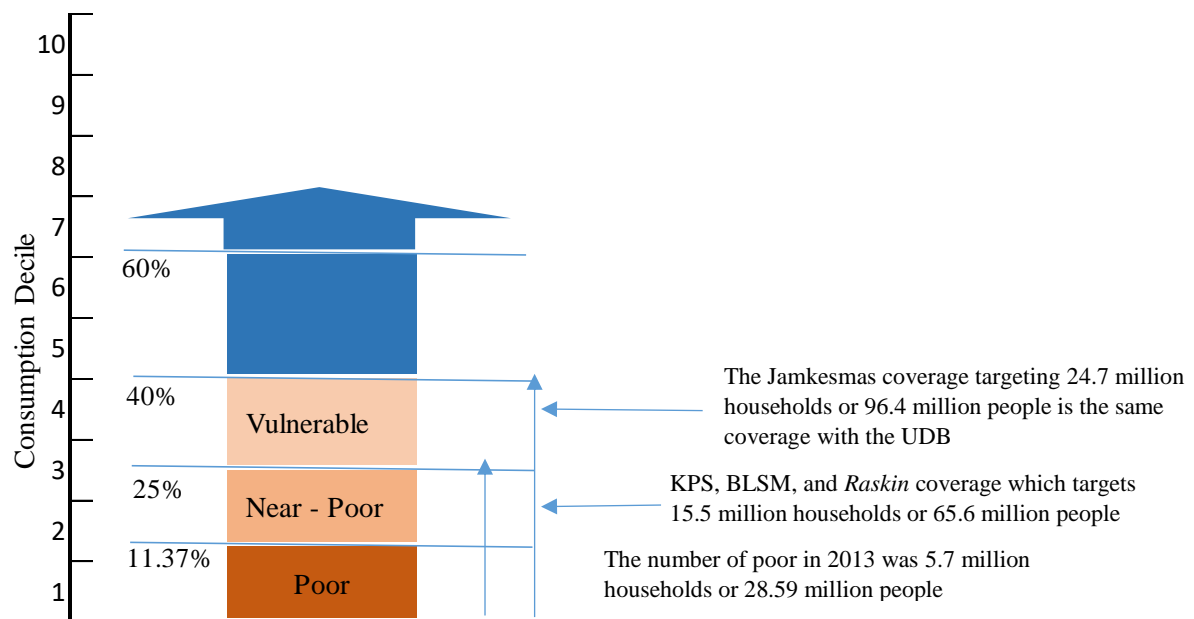 Consumption Decile
10
9
8
7
6
5
4
3
2
1
60%
40%
25%
11.37%
Vulnerable
Near - Poor
Poor
The Jamkesmas coverage targeting 24.7 million
households or 96.4 million people is the same
coverage with the UDB
KPS, BLSM, and Raskin coverage which targets
15.5 million households or 65.6 million people
The number of poor in 2013 was 5.7 million
households or 28.59 million people